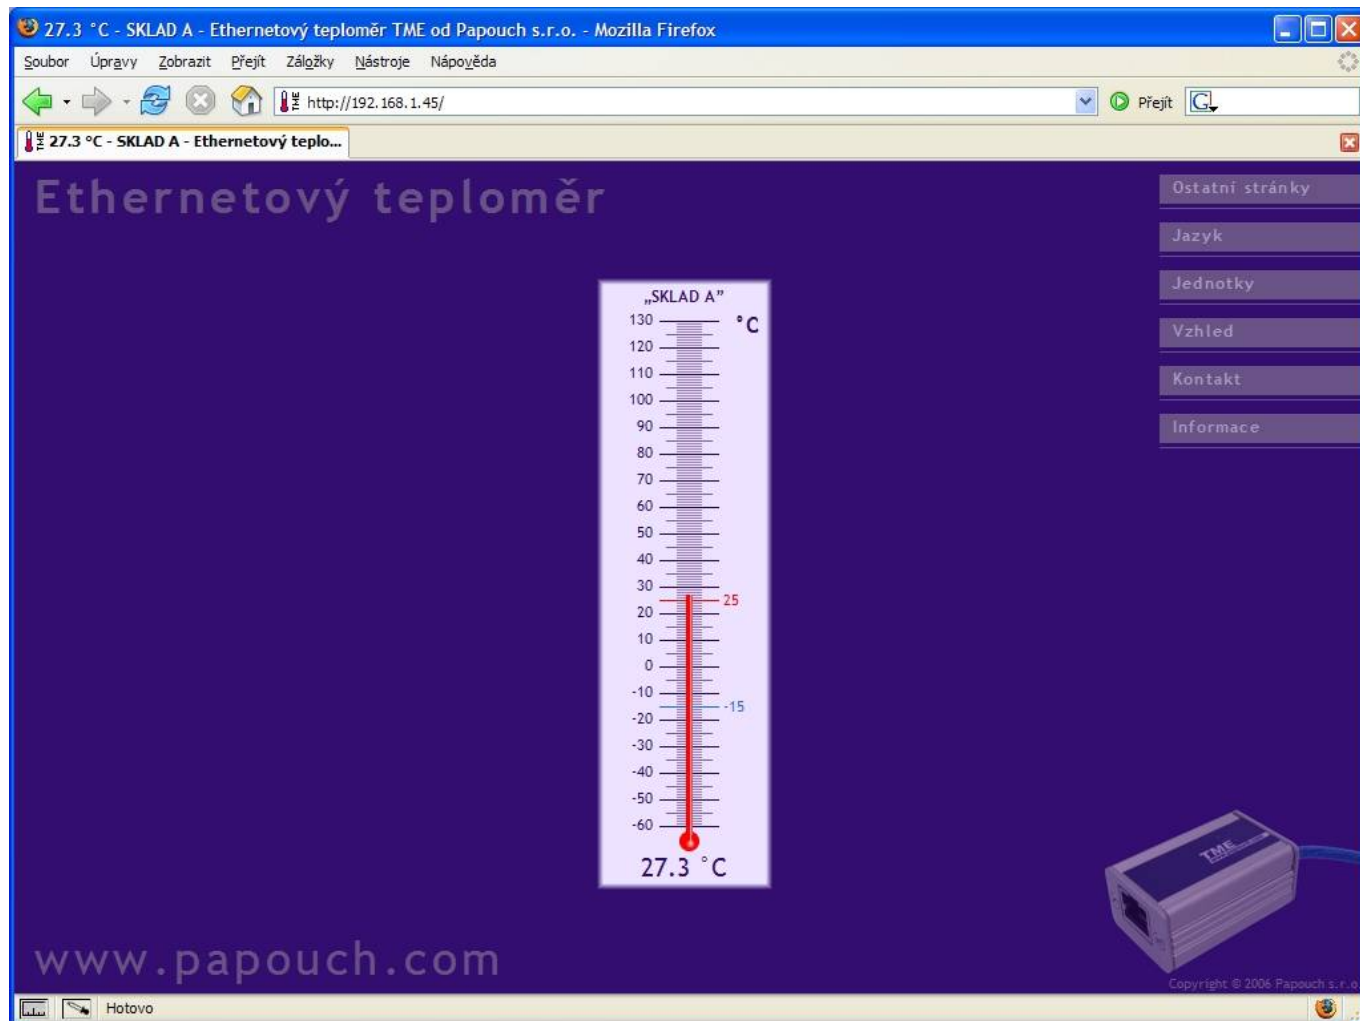 27.3 °C - SKLAD A - Ethernetový teploměr TME od Papouch s.r.o. - Mozilla Firefox
Soubor Úpravy Zobrazit Přejít Záložky Nástroje Nápověda
TME http://192.168.1.45/ Přejít G
TME 27.3 °C - SKLAD A - Ethernetový teplo...
Ethernetový teploměr
Ostatní stránky
Jazyk
Jednotky
Vzhled
Kontakt
Informace
„SKLAD A”
130 °C
120
110
100
90
80
70
60
50
40
30
25
20
10
0
-10
-15
-20
-30
-40
-50
-60
27.3 °C
TME
www.papouch.com
Copyright © 2006 Papouch s.r.o.
Hotovo